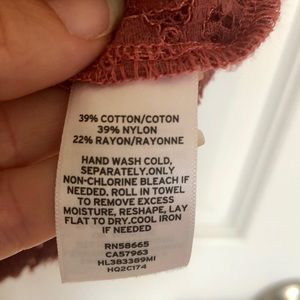 39% COTTON/COTON
39% NYLON
22% RAYON/RAYONNE
HAND WASH COLD,
SEPARATELY.ONLY
NON-CHLORINE BLEACH IF
NEEDED. ROLL IN TOWEL
TO REMOVE EXCESS
MOISTURE, RESHAPE, LAY
FLAT TO DRY.COOL IRON
IF NEEDED
RN58665
CA57963
HL383389MI
HQ2C174